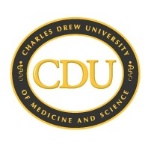 CHARLES DREW UNIVERSITY
CDU
OF MEDICINE AND SCIENCE